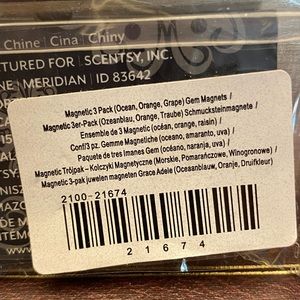 Chine | Cina | Chiny
TURED FOR SCENTSY, INC.
NE MERIDIAN | ID 83642
Magnetic 3 Pack (Ocean, Orange, Grape) Gem Magnets /
Magnetic 3er-Pack (Ozeanblau, Orange, Traube) Schmucksteinmagnete /
Ensemble de 3 Magnetic (océan, orange, raisin) /
Conf/3 pz. Gemme Magnetiche (oceano, amaranto, uva) /
Paquete de tres Imanes Gem (océano, naranja, uva) /
Magnetic Trójpak – Kolczyki Magnetyczne (Morskie, Pomarańczowe, Winogronowe) /
Magnetic 3-pak juwelen magneten Grace Adele (Oceaanblauw, Oranje, Druifkleur)
2100-21674
21674